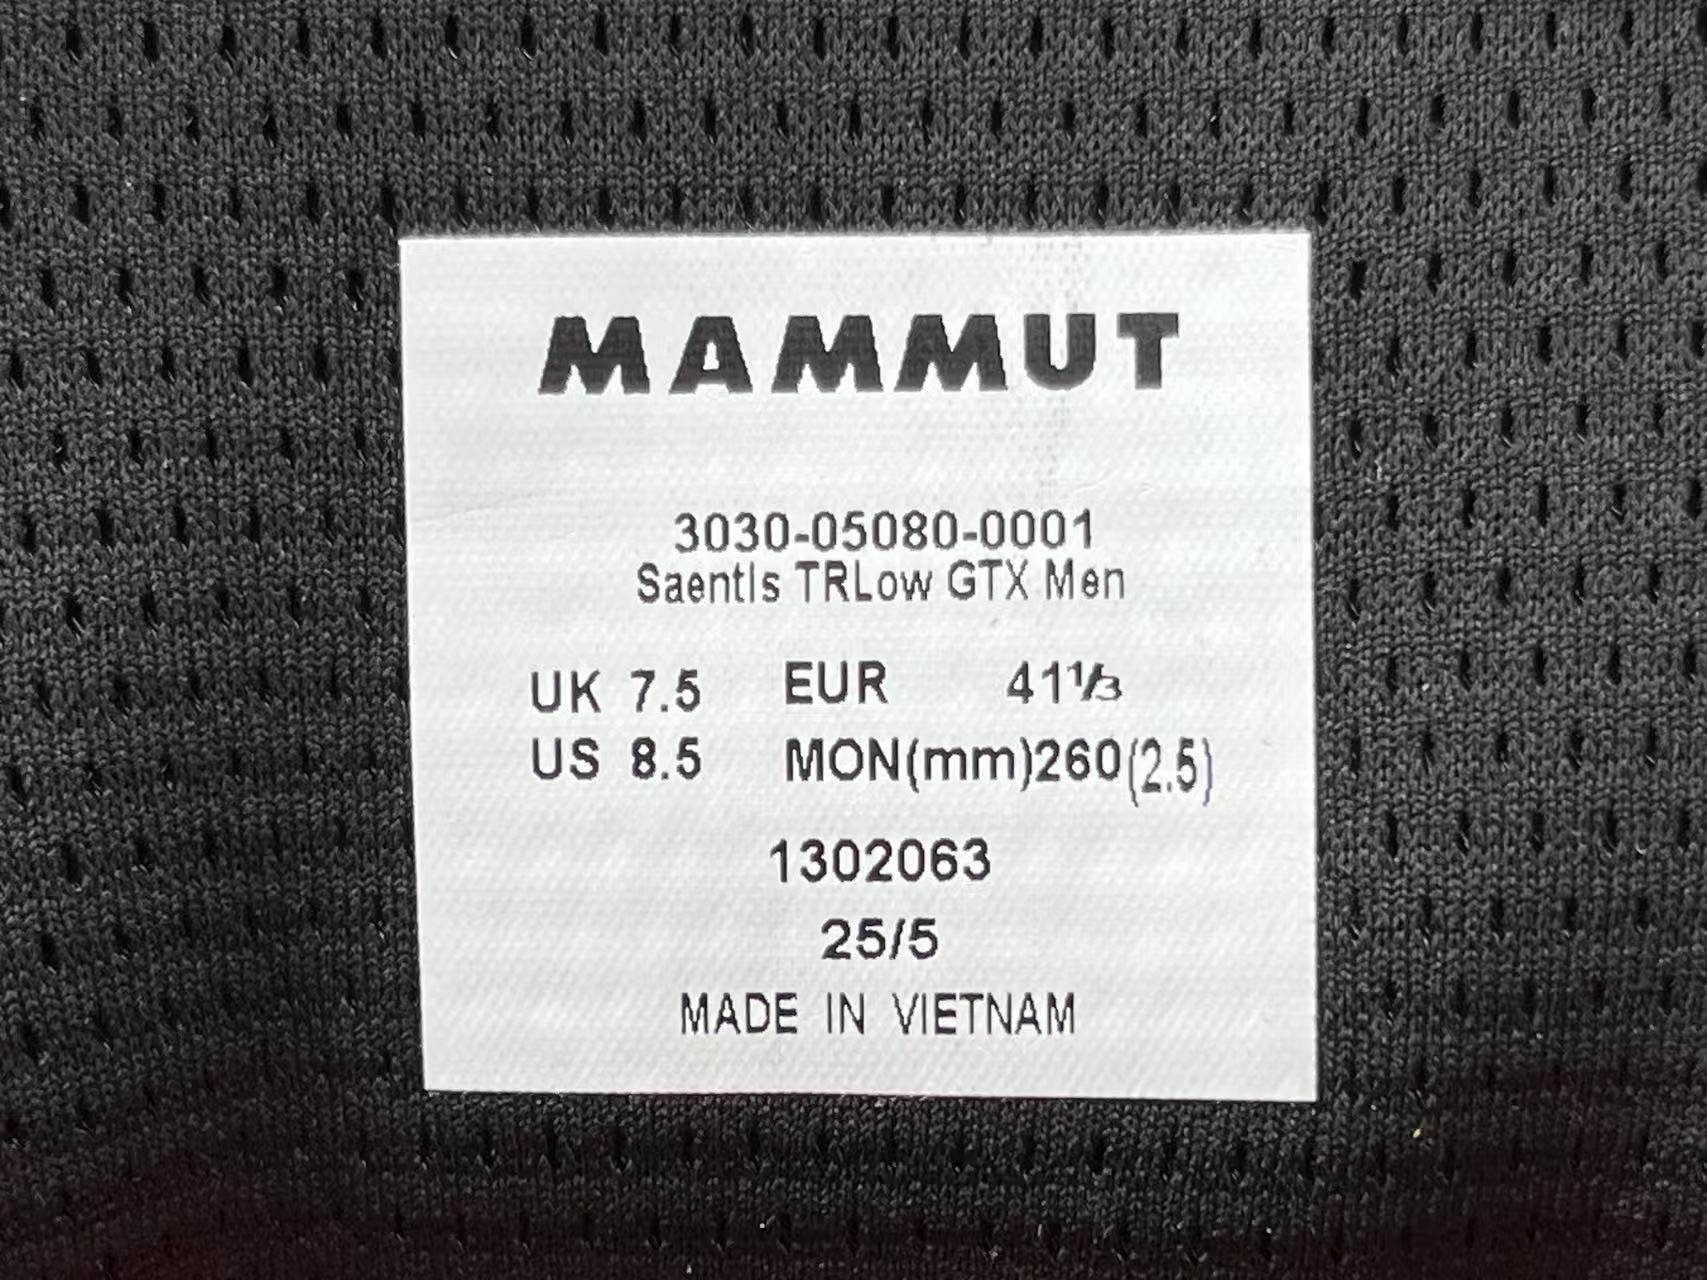 MAMMUT
3030-05080-0001
Saentis TRLow GTX Men
UK 7.5 EUR 41⅓
US 8.5 MON(mm)260(2.5)
1302063
25/5
MADE IN VIETNAM